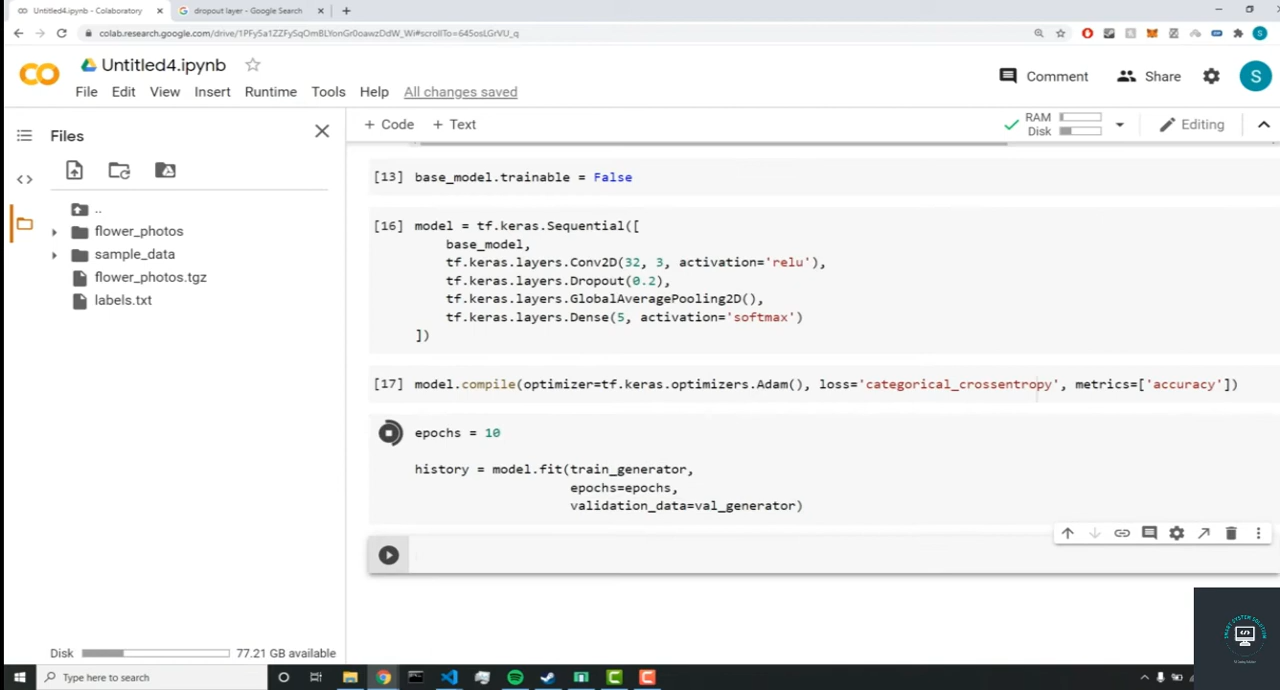 Untitled4.ipynb - Colaboratory
dropout layer - Google Search
colab.research.google.com/drive/1PFy5a1ZZFySqOmBLYonGr0oawzDdW_Wi#scrollTo=645osLGrVU_q
Untitled4.ipynb
Comment
Share
S
File Edit View Insert Runtime Tools Help All changes saved
Files
+ Code + Text
RAM
Disk
Editing
..
flower_photos
sample_data
flower_photos.tgz
labels.txt
[13] base_model.trainable = False
[16] model = tf.keras.Sequential([
base_model,
tf.keras.layers.Conv2D(32, 3, activation='relu'),
tf.keras.layers.Dropout(0.2),
tf.keras.layers.GlobalAveragePooling2D(),
tf.keras.layers.Dense(5, activation='softmax')
])
[17] model.compile(optimizer=tf.keras.optimizers.Adam(), loss='categorical_crossentropy', metrics=['accuracy'])
epochs = 10
history = model.fit(train_generator,
epochs=epochs,
validation_data=val_generator)
Disk 77.21 GB available
SMART SYSTEM SOLUTION
Type here to search